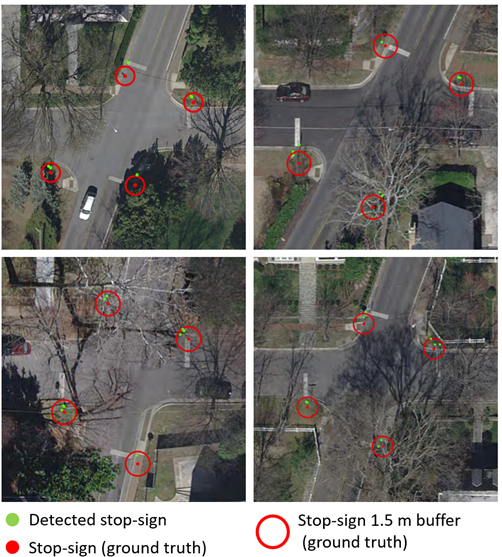 Detected stop-sign
Stop-sign (ground truth)
Stop-sign 1.5 m buffer
(ground truth)